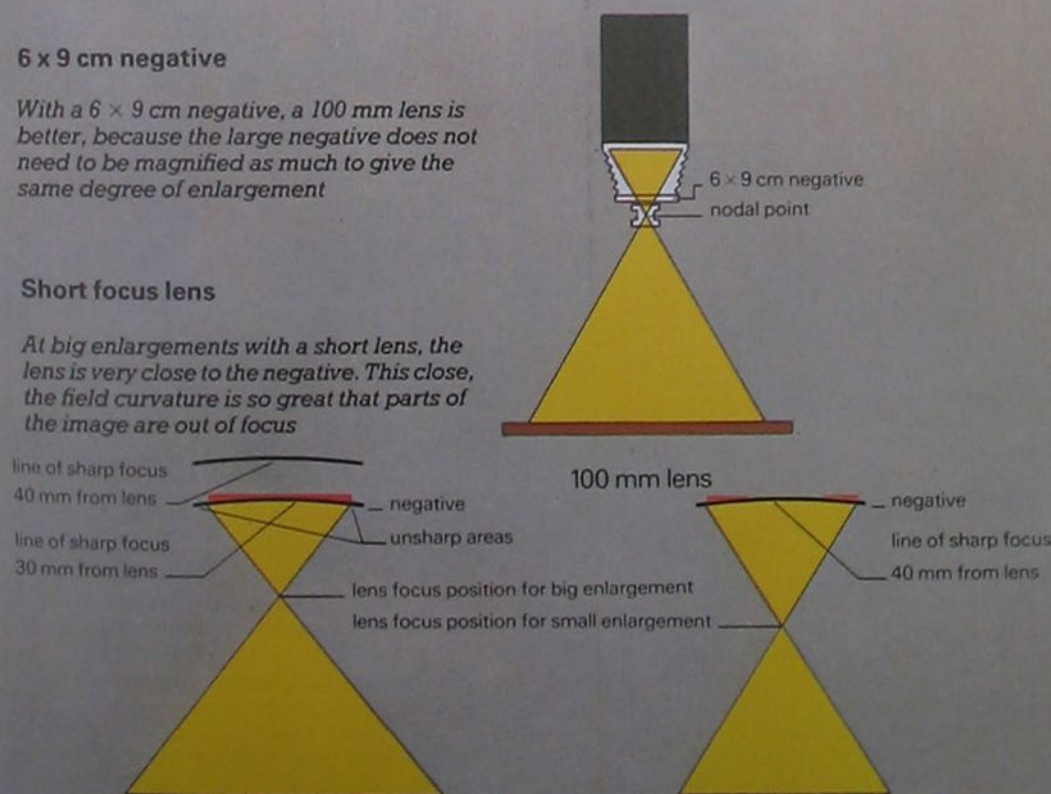 6 x 9 cm negative
With a 6 × 9 cm negative, a 100 mm lens is
better, because the large negative does not
need to be magnified as much to give the
same degree of enlargement
6 × 9 cm negative
nodal point
100 mm lens
Short focus lens
At big enlargements with a short lens, the
lens is very close to the negative. This close,
the field curvature is so great that parts of
the image are out of focus
line of sharp focus
40 mm from lens
negative
unsharp areas
line of sharp focus
30 mm from lens
lens focus position for big enlargement
lens focus position for small enlargement
negative
line of sharp focus
40 mm from lens